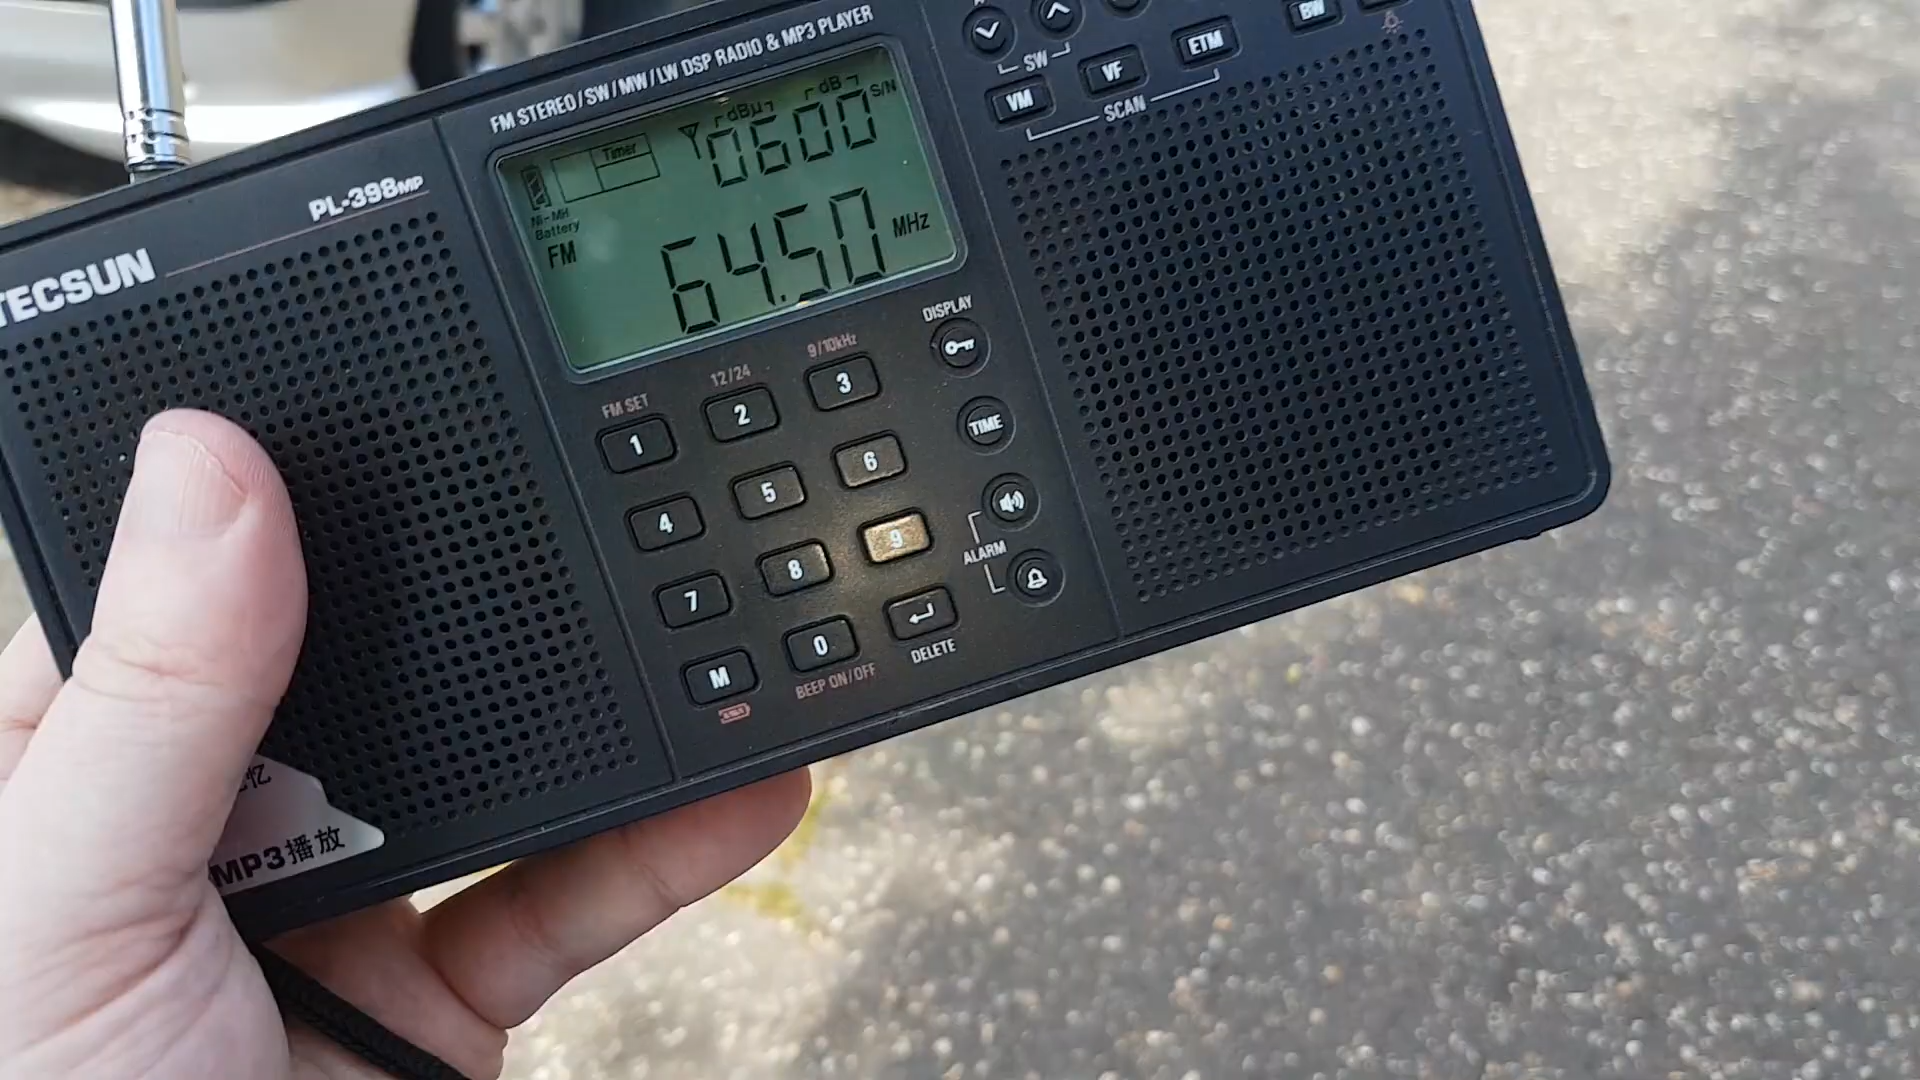 FM STEREO/SW/MW/LW DSP RADIO & MP3 PLAYER
PL-398MP
TECSUN
Timer
dBμ
dB
S/N
0600
Ni-MH
Battery
FM
64.50
MHz
SW
VM
VF
ETM
SCAN
BW
DISPLAY
FM SET
12/24
9/10kHz
1
2
3
TIME
4
5
6
ALARM
7
8
9
M
0
DELETE
BEEP ON/OFF
忆
MP3播放